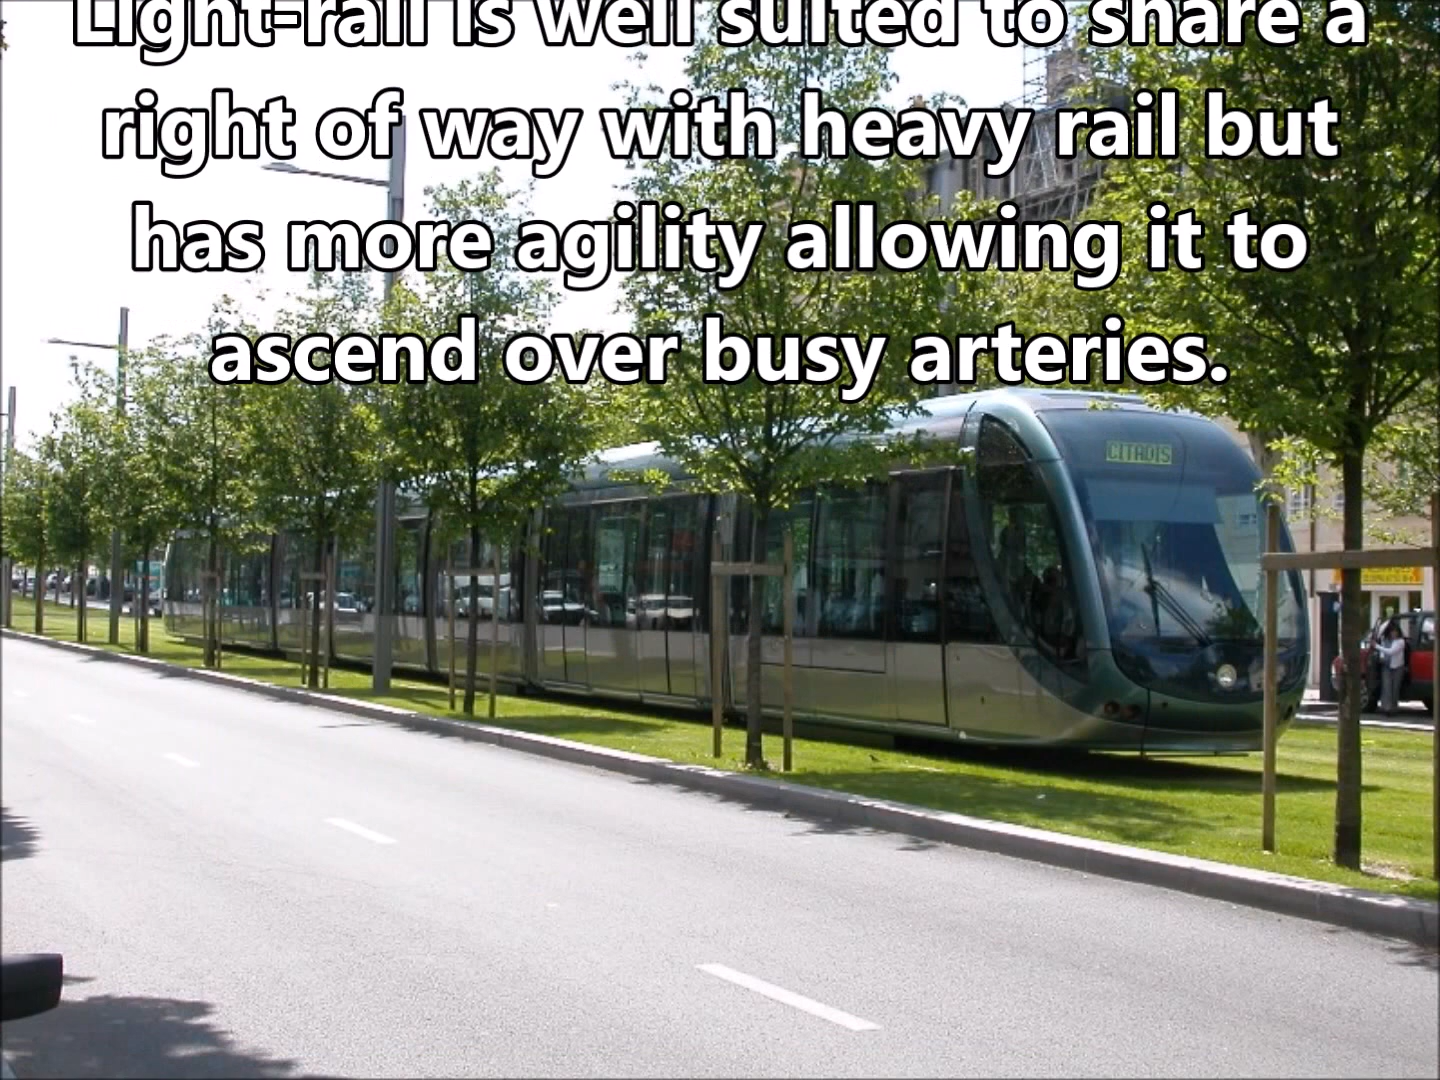 Light-rail is well suited to share a
right of way with heavy rail but
has more agility allowing it to
ascend over busy arteries.
CITADIS